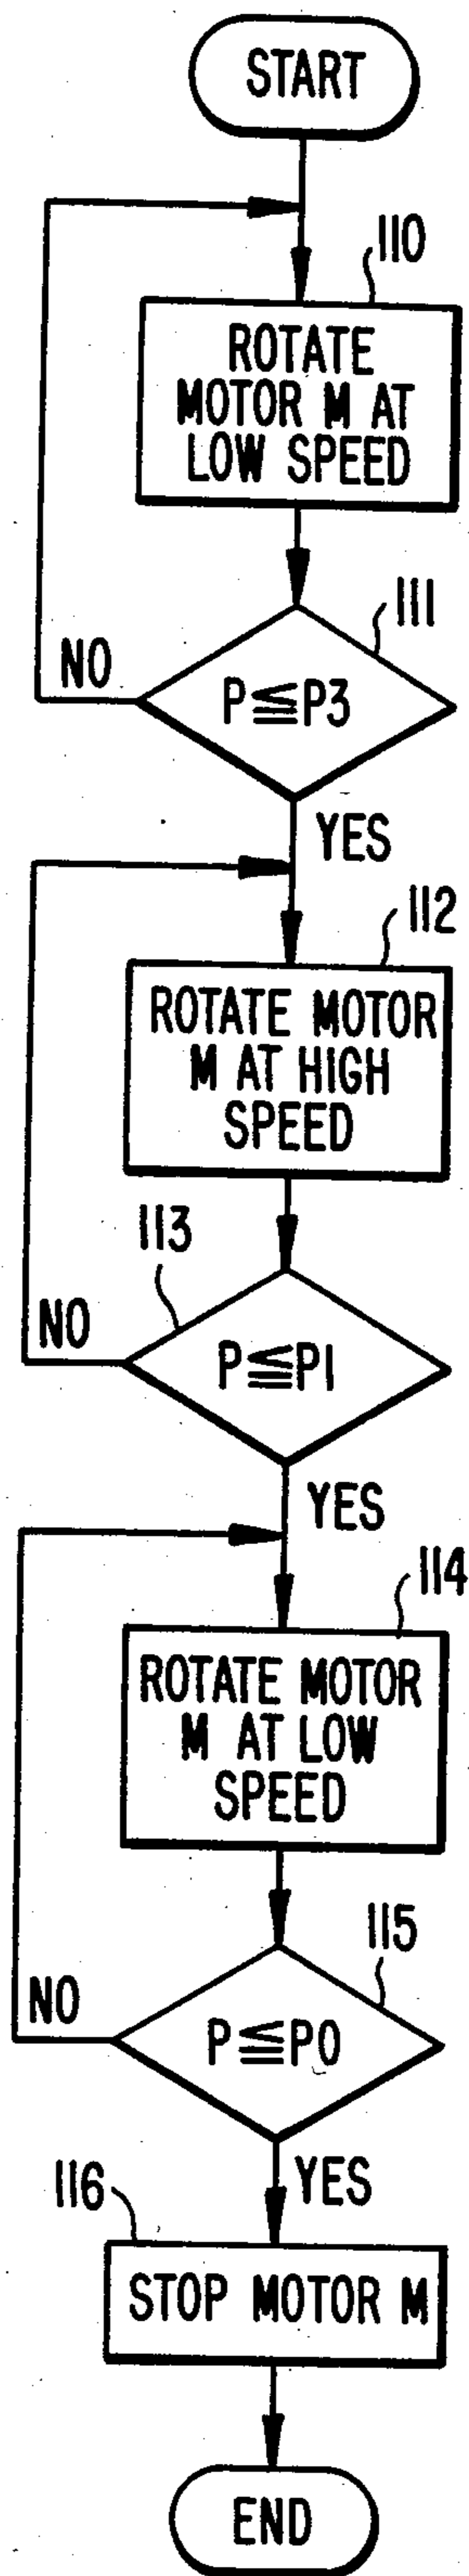 START
110
ROTATE
MOTOR M AT
LOW SPEED
111
P≦P3
NO
YES
112
ROTATE MOTOR
M AT HIGH
SPEED
113
P≦P1
NO
YES
114
ROTATE MOTOR
M AT LOW
SPEED
115
P≦P0
NO
YES
116
STOP MOTOR M
END